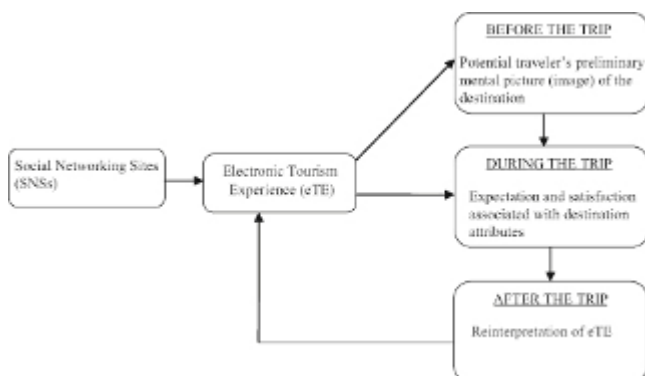 BEFORE THE TRIP
Potential traveler's preliminary
mental picture (image) of the
destination
Social Networking Sites
(SNSs)
Electronic Tourism
Experience (eTE)
DURING THE TRIP
Expectation and satisfaction
associated with destination
attributes
AFTER THE TRIP
Reinterpretation of eTE